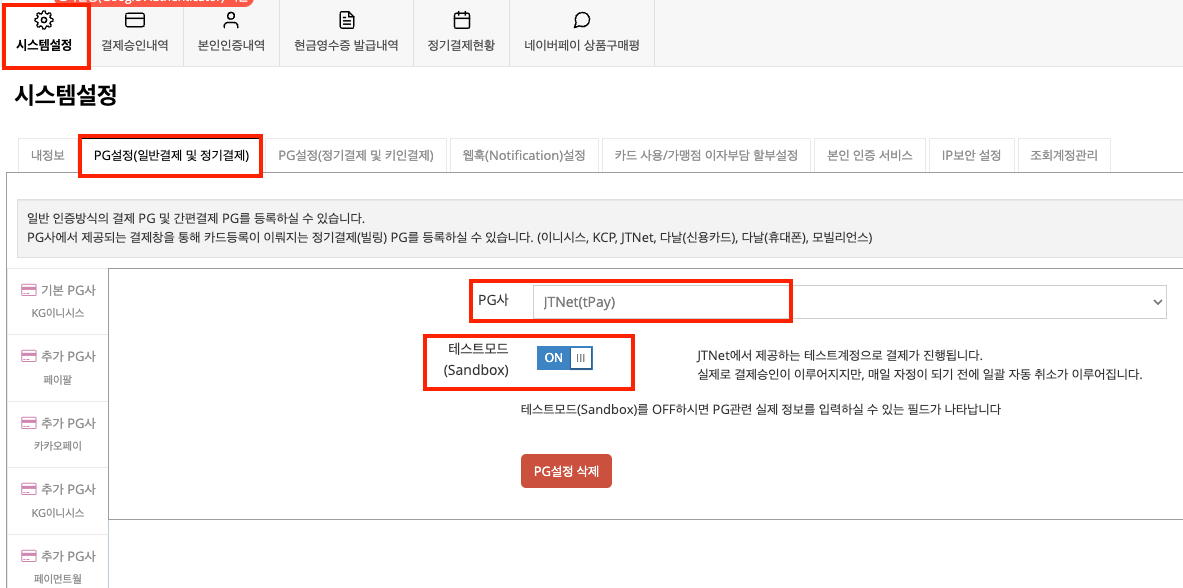 시스템설정
결제승인내역
본인인증내역
현금영수증 발급내역
정기결제현황
네이버페이 상품구매평
시스템설정
내정보
PG설정(일반결제 및 정기결제)
PG설정(정기결제 및 키인결제)
웹훅(Notification)설정
카드 사용/가맹점 이자부담 할부설정
본인 인증 서비스
IP보안 설정
조회계정관리
일반 인증방식의 결제 PG 및 간편결제 PG를 등록하실 수 있습니다.
PG사에서 제공되는 결제창을 통해 카드등록이 이뤄지는 정기결제(빌링) PG를 등록하실 수 있습니다. (이니시스, KCP, JTNet, 다날(신용카드), 다날(휴대폰), 모빌리언스)
기본 PG사
KG이니시스
추가 PG사
페이팔
추가 PG사
카카오페이
추가 PG사
KG이니시스
추가 PG사
페이먼트월
PG사
JTNet(tPay)
테스트모드
(Sandbox)
ON
JTNet에서 제공하는 테스트계정으로 결제가 진행됩니다.
실제로 결제승인이 이루어지지만, 매일 자정이 되기 전에 일괄 자동 취소가 이루어집니다.
테스트모드(Sandbox)를 OFF하시면 PG관련 실제 정보를 입력하실 수 있는 필드가 나타납니다
PG설정 삭제